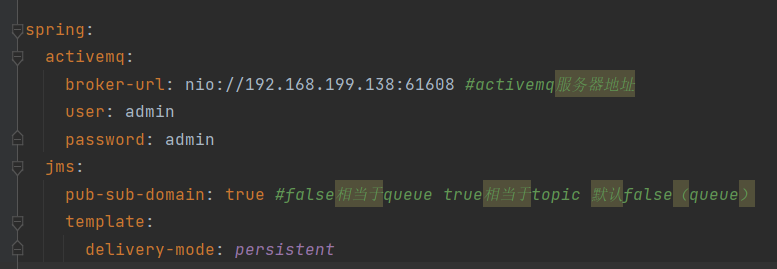 spring:
activemq:
broker-url: nio://192.168.199.138:61608 #activemq服务器地址
user: admin
password: admin
jms:
pub-sub-domain: true #false相当于queue true相当于topic 默认false（queue）
template:
delivery-mode: persistent